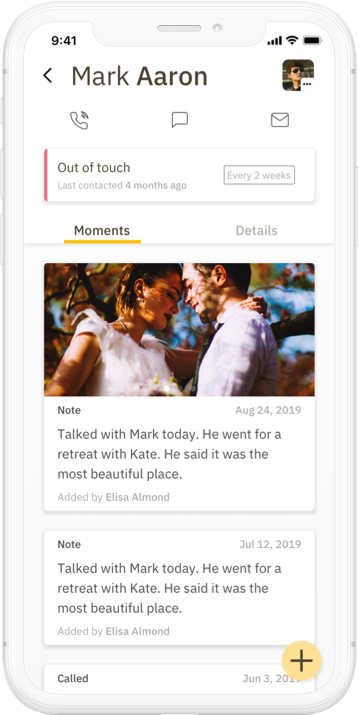 9:41
Mark Aaron
Out of touch
Last contacted 4 months ago
Every 2 weeks
Moments
Details
Note
Aug 24, 2019
Talked with Mark today. He went for a
retreat with Kate. He said it was the
most beautiful place.
Added by Elisa Almond
Note
Jul 12, 2019
Talked with Mark today. He went for a
retreat with Kate. He said it was the
most beautiful place.
Added by Elisa Almond
Called
Jun 3,